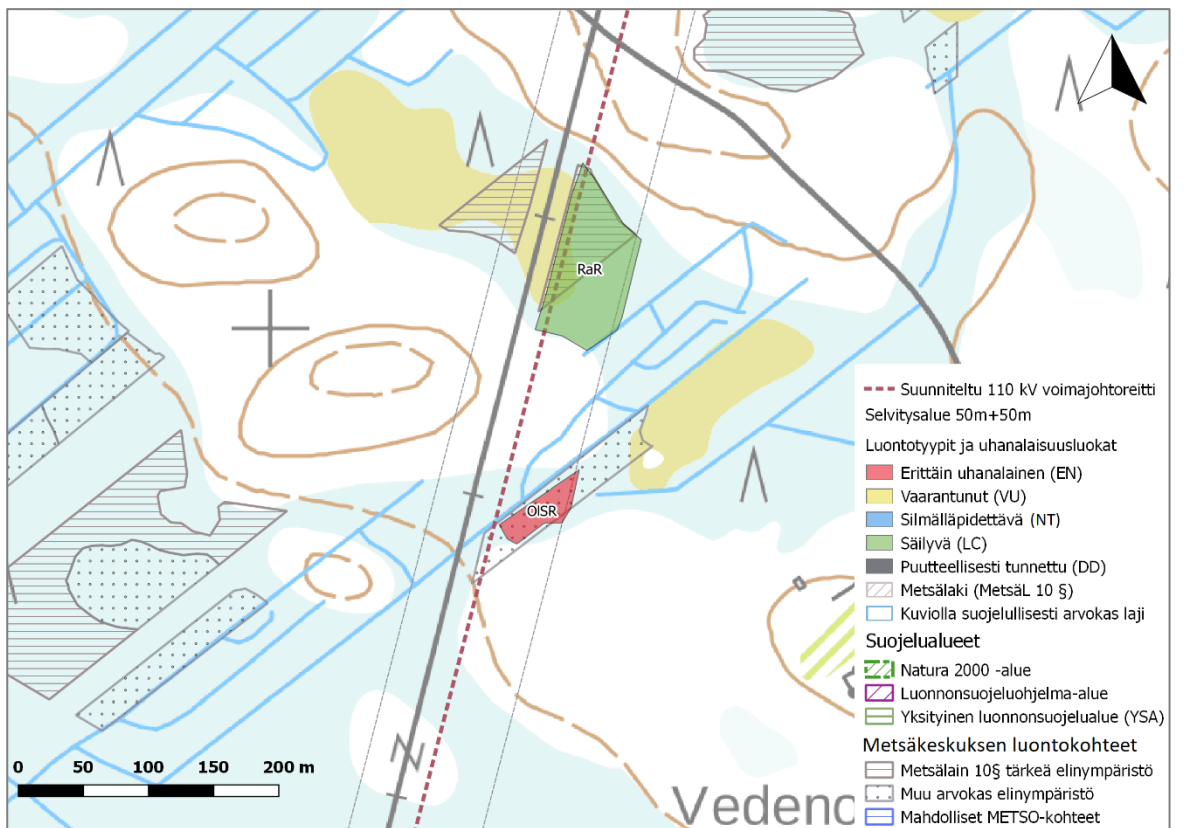 RaR
OlSR
0 50 100 150 200 m
Vedeno
Suunniteltu 110 kV voimajohtoreitti
Selvitysalue 50m+50m
Luontotyypit ja uhanalaisuusluokat
Erittäin uhanalainen (EN)
Vaarantunut (VU)
Silmälläpidettävä (NT)
Säilyvä (LC)
Puutteellisesti tunnettu (DD)
Metsälaki (MetsäL 10 §)
Kuviolla suojelullisesti arvokas laji
Suojelualueet
Natura 2000 -alue
Luonnonsuojeluohjelma-alue
Yksityinen luonnonsuojelualue (YSA)
Metsäkeskuksen luontokohteet
Metsälain 10§ tärkeä elinympäristö
Muu arvokas elinympäristö
Mahdolliset METSO-kohteet